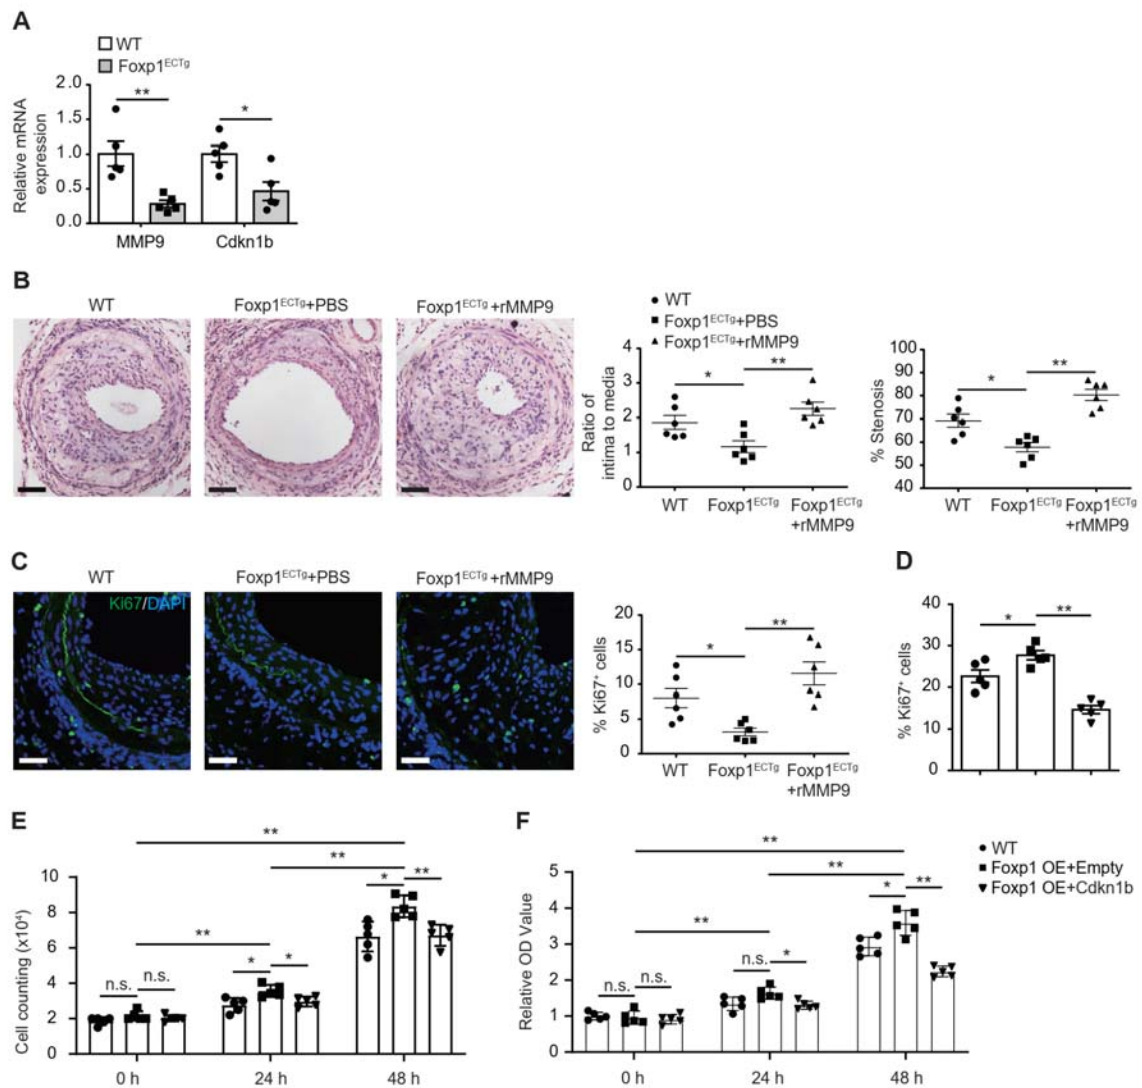 A
WT
Foxp1ECTg
Relative mRNA
expression
2.0
1.5
1.0
0.5
0.0
**
*
MMP9
Cdkn1b
B
WT
Foxp1ECTg+PBS
Foxp1ECTg+rMMP9
WT
Foxp1ECTg+PBS
Foxp1ECTg+rMMP9
Ratio of
intima to media
4
3
2
1
0
*
**
WT
Foxp1ECTg
Foxp1ECTg
+rMMP9
% Stenosis
100
90
80
70
60
50
40
*
**
WT
Foxp1ECTg
Foxp1ECTg
+rMMP9
C
WT
Foxp1ECTg+PBS
Foxp1ECTg+rMMP9
Ki67/DAPI
% Ki67+ cells
20
15
10
5
0
*
**
WT
Foxp1ECTg
Foxp1ECTg
+rMMP9
D
% Ki67+ cells
40
30
20
10
0
*
**
E
Cell counting (x10⁴)
10
8
6
4
2
0
**
**
* **
**
* *
n.s. n.s.
0 h
24 h
48 h
F
Relative OD Value
5
4
3
2
1
0
**
**
* **
**
n.s. *
n.s. n.s.
0 h
24 h
48 h
WT
Foxp1 OE+Empty
Foxp1 OE+Cdkn1b